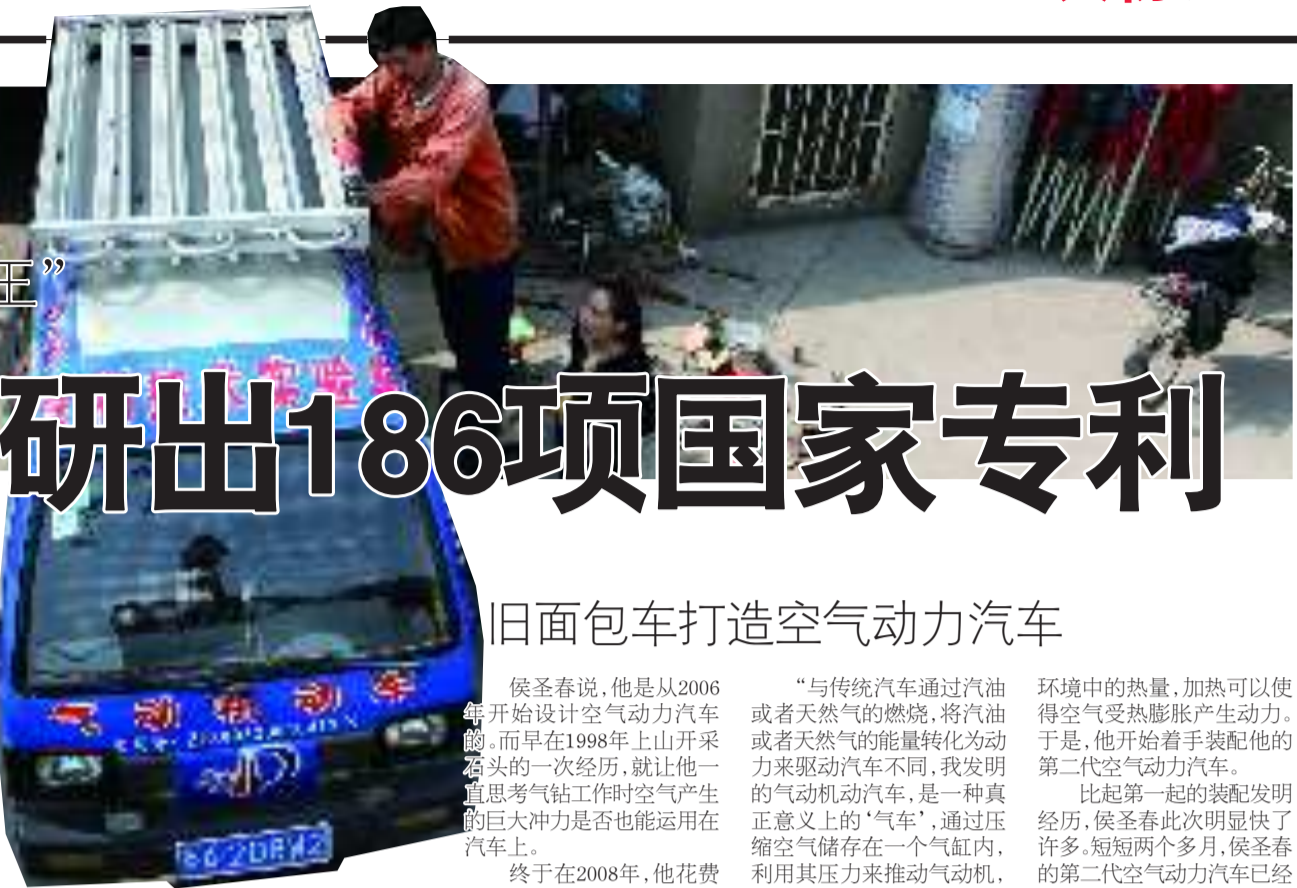 王”
研出186项国家专利
旧面包车打造空气动力汽车
侯圣春说,他是从2006
年开始设计空气动力汽车
的。而早在1998年上山开采
石头的一次经历,就让他一
直思考气钻工作时空气产生
的巨大冲力是否也能运用在
汽车上。
终于在2008年,他花费
“与传统汽车通过汽油
或者天然气的燃烧,将汽油
或者天然气的能量转化为动
力来驱动汽车不同,我发明
的气动机动汽车,是一种真
正意义上的‘气车’,通过压
缩空气储存在一个气缸内,
利用其压力来推动气动机,
环境中的热量,加热可以使
得空气受热膨胀产生动力。
于是,他开始着手装配他的
第二代空气动力汽车。
比起第一起的装配发明
经历,侯圣春此次明显快了
许多。短短两个多月,侯圣春
的第二代空气动力汽车已经
气动机动车